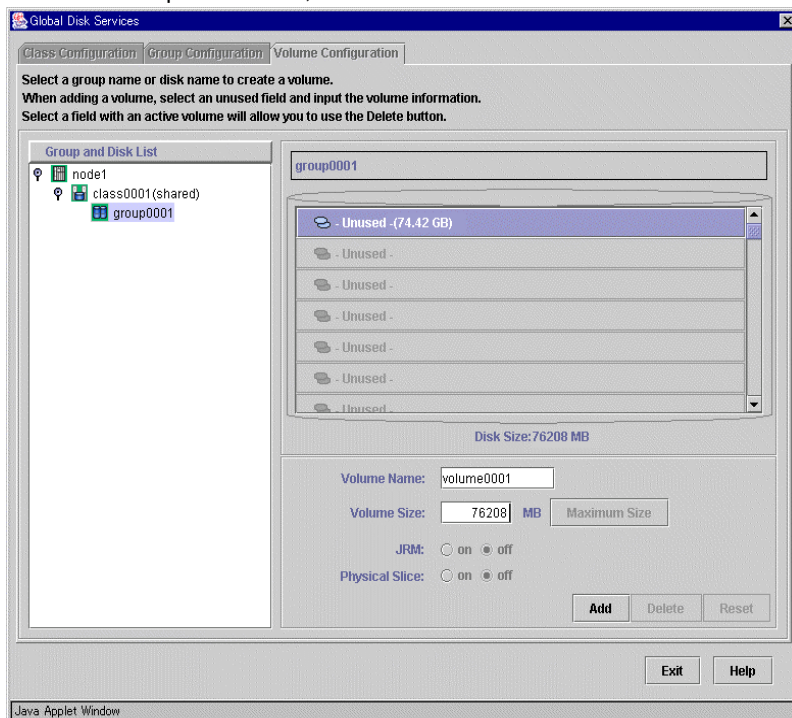 Global Disk Services
Class Configuration Group Configuration Volume Configuration
Select a group name or disk name to create a volume.
When adding a volume, select an unused field and input the volume information.
Select a field with an active volume will allow you to use the Delete button.
Group and Disk List
node1
class0001(shared)
group0001
group0001
- Unused -(74.42 GB)
- Unused -
- Unused -
- Unused -
- Unused -
- Unused -
- Unused -
Disk Size:76208 MB
Volume Name: volume0001
Volume Size: 76208 MB Maximum Size
JRM: on off
Physical Slice: on off
Add Delete Reset
Exit Help
Java Applet Window